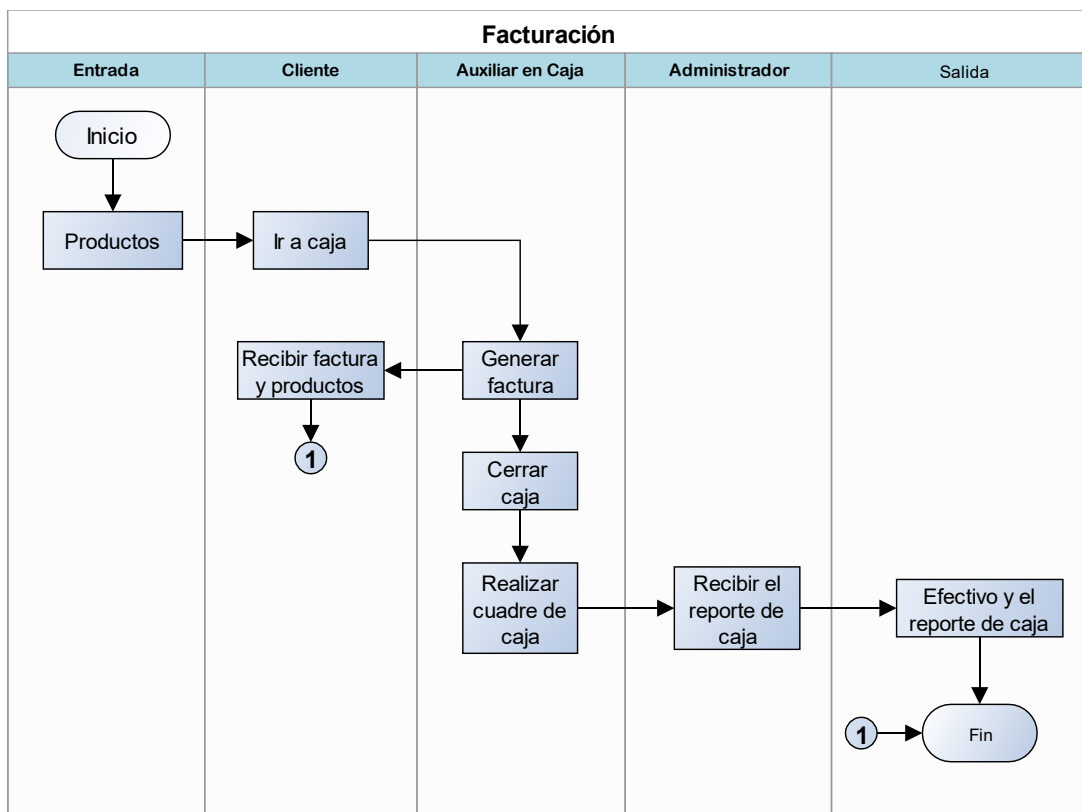 Facturación
Entrada
Cliente
Auxiliar en Caja
Administrador
Salida
Inicio
Productos
Ir a caja
Recibir factura
y productos
Generar
factura
1
Cerrar
caja
Realizar
cuadre de
caja
Recibir el
reporte de
caja
Efectivo y el
reporte de caja
1
Fin